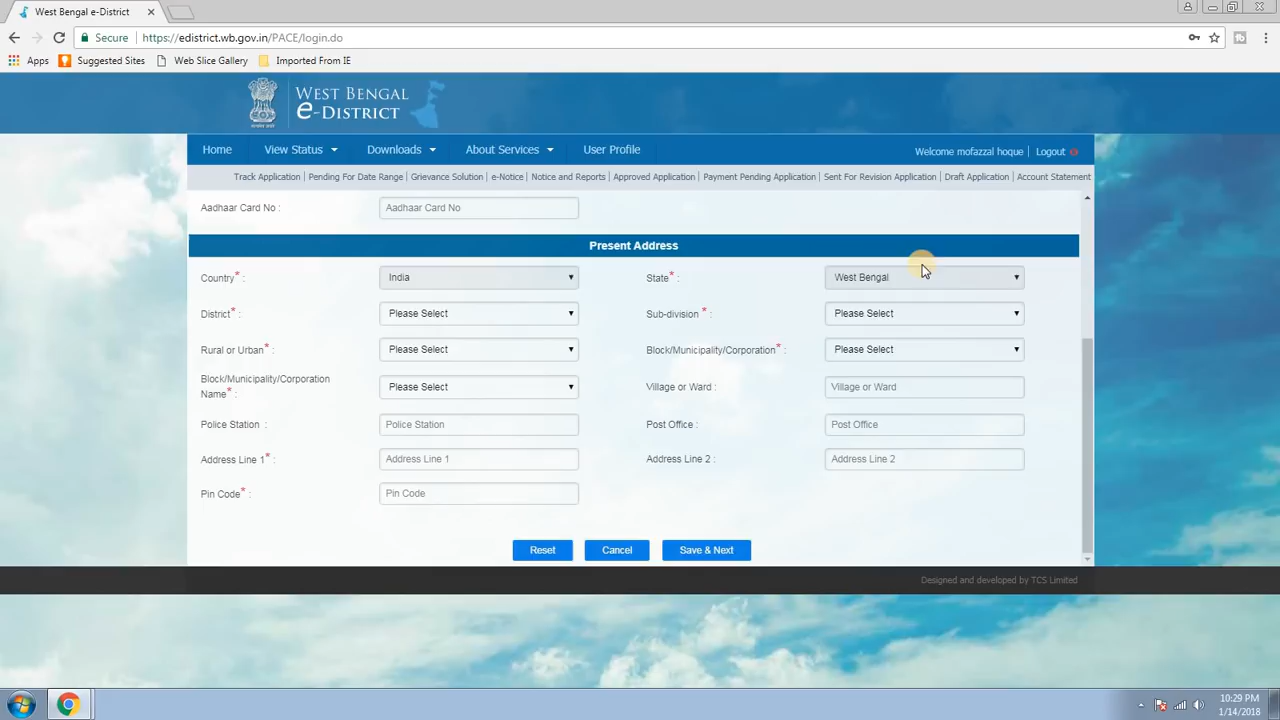 West Bengal e-District
Secure https://edistrict.wb.gov.in/PACE/login.do
Apps Suggested Sites Web Slice Gallery Imported From IE
WEST BENGAL
e-DISTRICT
Home View Status Downloads About Services User Profile Welcome mofazzal hoque Logout
Track Application Pending For Date Range Grievance Solution e-Notice Notice and Reports Approved Application Payment Pending Application Sent For Revision Application Draft Application Account Statement
Aadhaar Card No : Aadhaar Card No
Present Address
Country* : India State* : West Bengal
District* : Please Select Sub-division * : Please Select
Rural or Urban* : Please Select Block/Municipality/Corporation* : Please Select
Block/Municipality/Corporation
Name* : Please Select Village or Ward : Village or Ward
Police Station : Police Station Post Office : Post Office
Address Line 1* : Address Line 1 Address Line 2 : Address Line 2
Pin Code* : Pin Code
Reset Cancel Save & Next
Designed and developed by TCS Limited
10:29 PM
1/14/2018